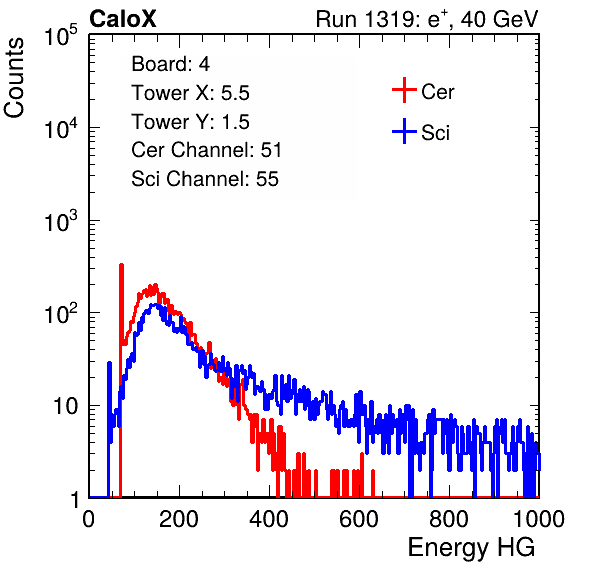 CaloX Run 1319: e⁺, 40 GeV
Counts
10⁵
10⁴
10³
10²
10
1
Board: 4
Tower X: 5.5
Tower Y: 1.5
Cer Channel: 51
Sci Channel: 55
Cer
Sci
0 200 400 600 800 1000
Energy HG